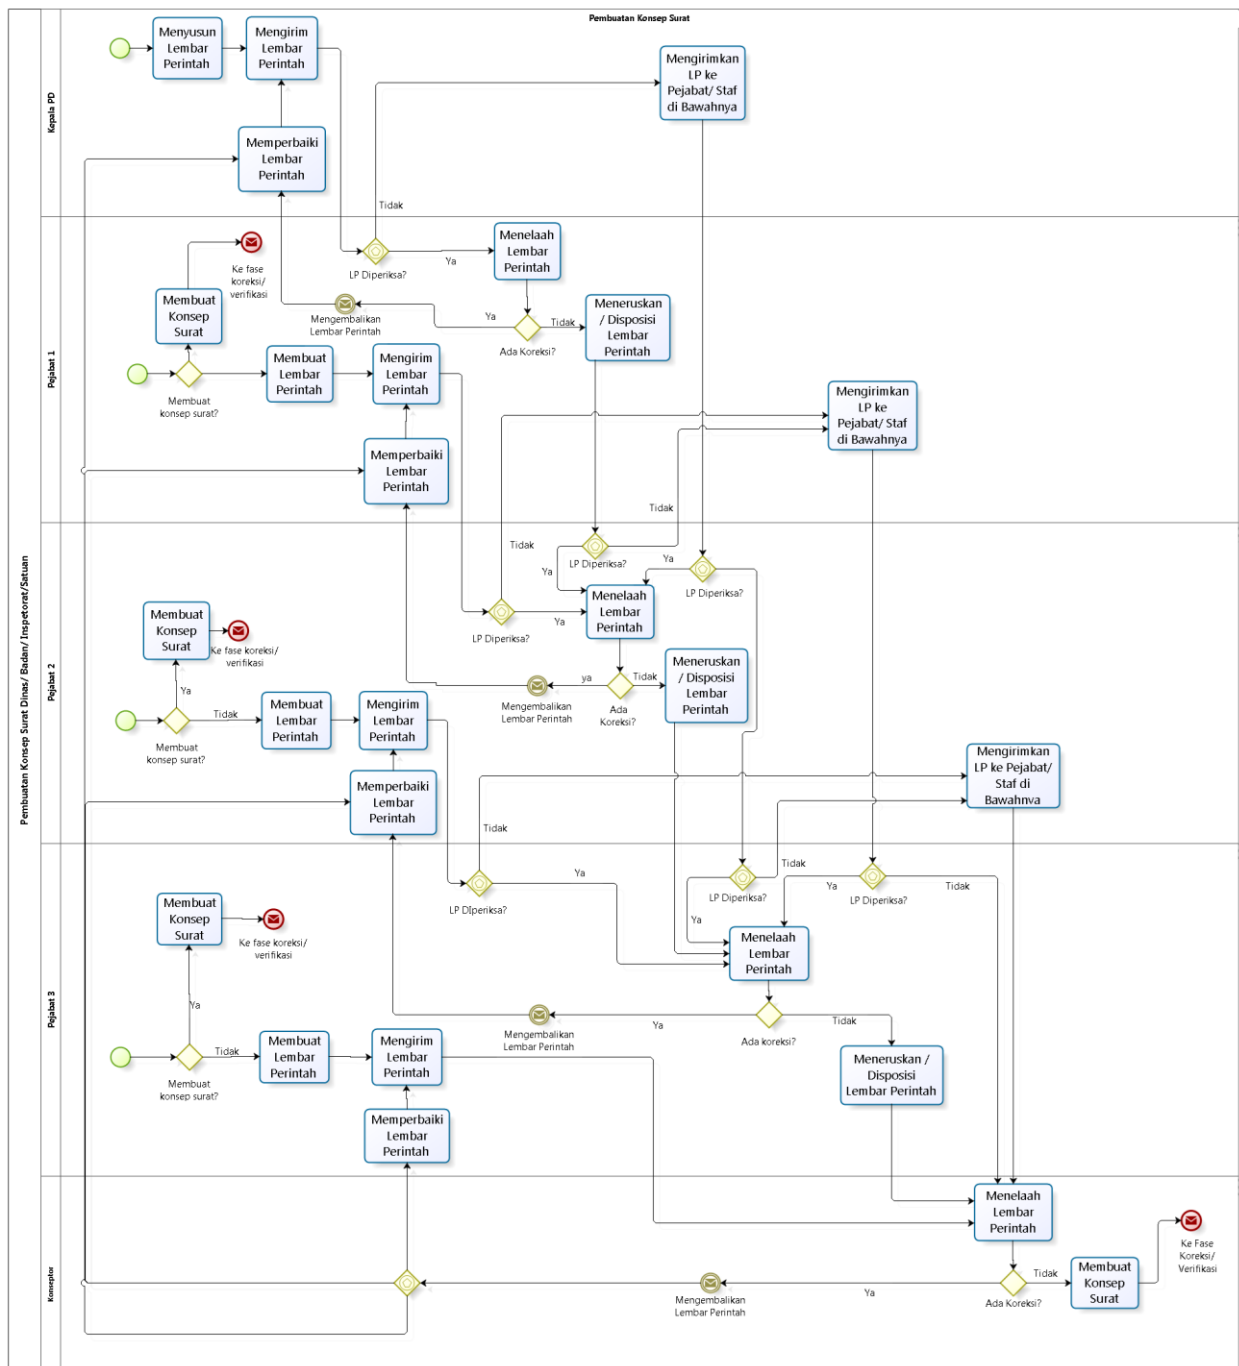 Pembuatan Konsep Surat Dinas/ Badan/ Inspetorat/Satuan
Pembuatan Konsep Surat
Kepala PD
Menyusun
Lembar
Perintah
Mengirim
Lembar
Perintah
Mengirimkan
LP ke
Pejabat/ Staf
di Bawahnya
Memperbaiki
Lembar
Perintah
Tidak
Pejabat 1
Ke fase
koreksi/
verifikasi
LP Diperiksa?
Ya
Menelaah
Lembar
Perintah
Membuat
Konsep
Surat
Mengembalikan
Lembar Perintah
Ya
Tidak
Ada Koreksi?
Meneruskan
/ Disposisi
Lembar
Perintah
Membuat
konsep surat?
Membuat
Lembar
Perintah
Mengirim
Lembar
Perintah
Mengirimkan
LP ke
Pejabat/ Staf
di Bawahnya
Memperbaiki
Lembar
Perintah
Tidak
Pejabat 2
Tidak
LP Diperiksa?
Ya
Ya
LP Diperiksa?
Membuat
Konsep
Surat
Ke fase koreksi/
verifikasi
LP Diperiksa?
Ya
Menelaah
Lembar
Perintah
Meneruskan
/ Disposisi
Lembar
Perintah
ya
Tidak
Mengembalikan
Lembar Perintah
Ada
Koreksi?
Ya
Tidak
Membuat
konsep surat?
Membuat
Lembar
Perintah
Mengirim
Lembar
Perintah
Mengirimkan
LP ke Pejabat/
Staf di
Bawahnya
Memperbaiki
Lembar
Perintah
Tidak
Pejabat 3
Ya
LP Diperiksa?
Tidak
LP Diperiksa?
Ya
Ya
Tidak
LP Diperiksa?
Membuat
Konsep
Surat
Ke fase koreksi/
verifikasi
Menelaah
Lembar
Perintah
Ya
Mengembalikan
Lembar Perintah
Ya
Tidak
Ada koreksi?
Tidak
Membuat
konsep surat?
Membuat
Lembar
Perintah
Mengirim
Lembar
Perintah
Meneruskan /
Disposisi
Lembar Perintah
Memperbaiki
Lembar
Perintah
Konseptor
Menelaah
Lembar
Perintah
Ke Fase
Koreksi/
Verifikasi
Mengembalikan
Lembar Perintah
Ya
Ada Koreksi?
Tidak
Membuat
Konsep
Surat